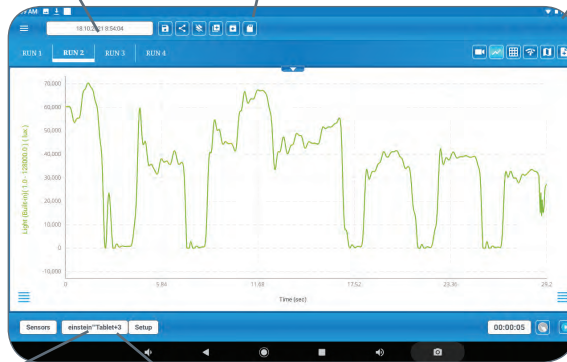 AM
18.10.2021 8:54:04
RUN 1 RUN 2 RUN 3 RUN 4
70,000
60,000
50,000
40,000
30,000
20,000
10,000
0
-10,000
Light (Built-in)[ 1.0 - 128000.0 ] ( lux )
0 5.84 11.68 17.52 23.36 29.2
Time (sec)
Sensors einstein™Tablet+3 Setup 00:00:05